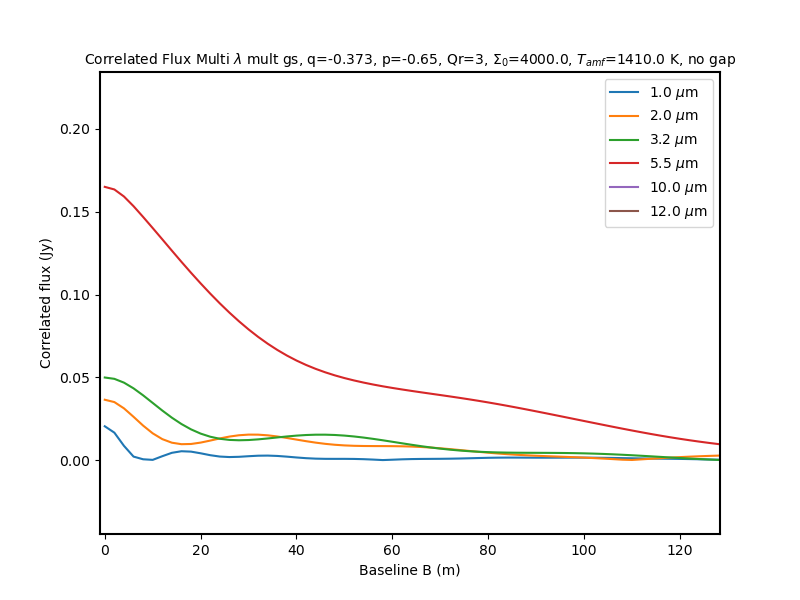 Correlated Flux Multi λ mult gs, q=-0.373, p=-0.65, Qr=3, Σ₀=4000.0, T_amf=1410.0 K, no gap
1.0 μm
2.0 μm
3.2 μm
5.5 μm
10.0 μm
12.0 μm
0.20
0.15
0.10
0.05
0.00
Correlated flux (Jy)
0 20 40 60 80 100 120
Baseline B (m)